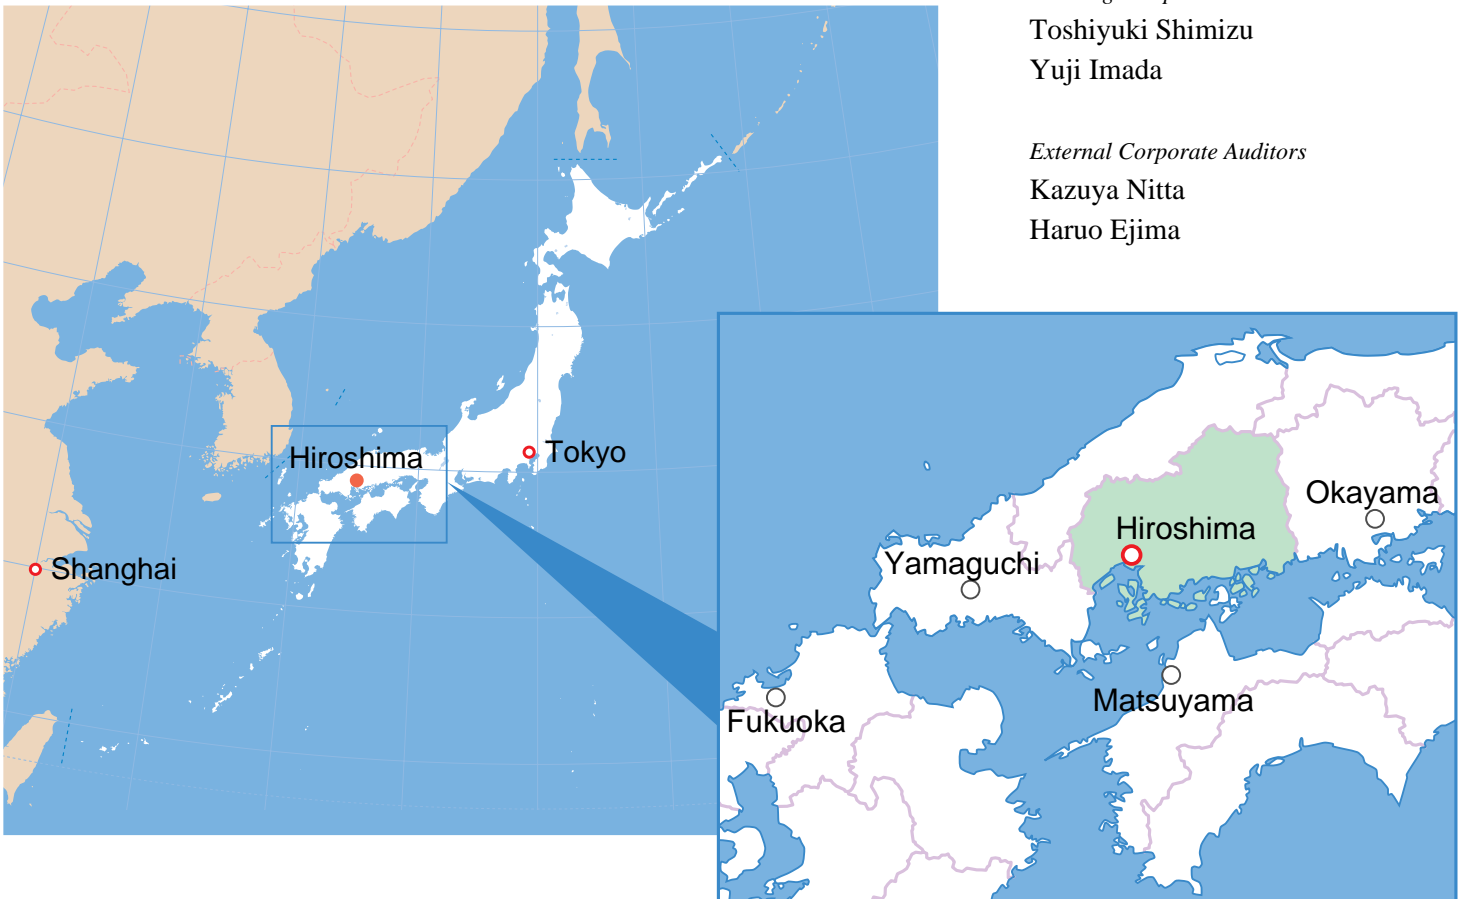 Toshiyuki Shimizu
Yuji Imada
External Corporate Auditors
Kazuya Nitta
Haruo Ejima
Hiroshima
Tokyo
Shanghai
Okayama
Hiroshima
Yamaguchi
Matsuyama
Fukuoka